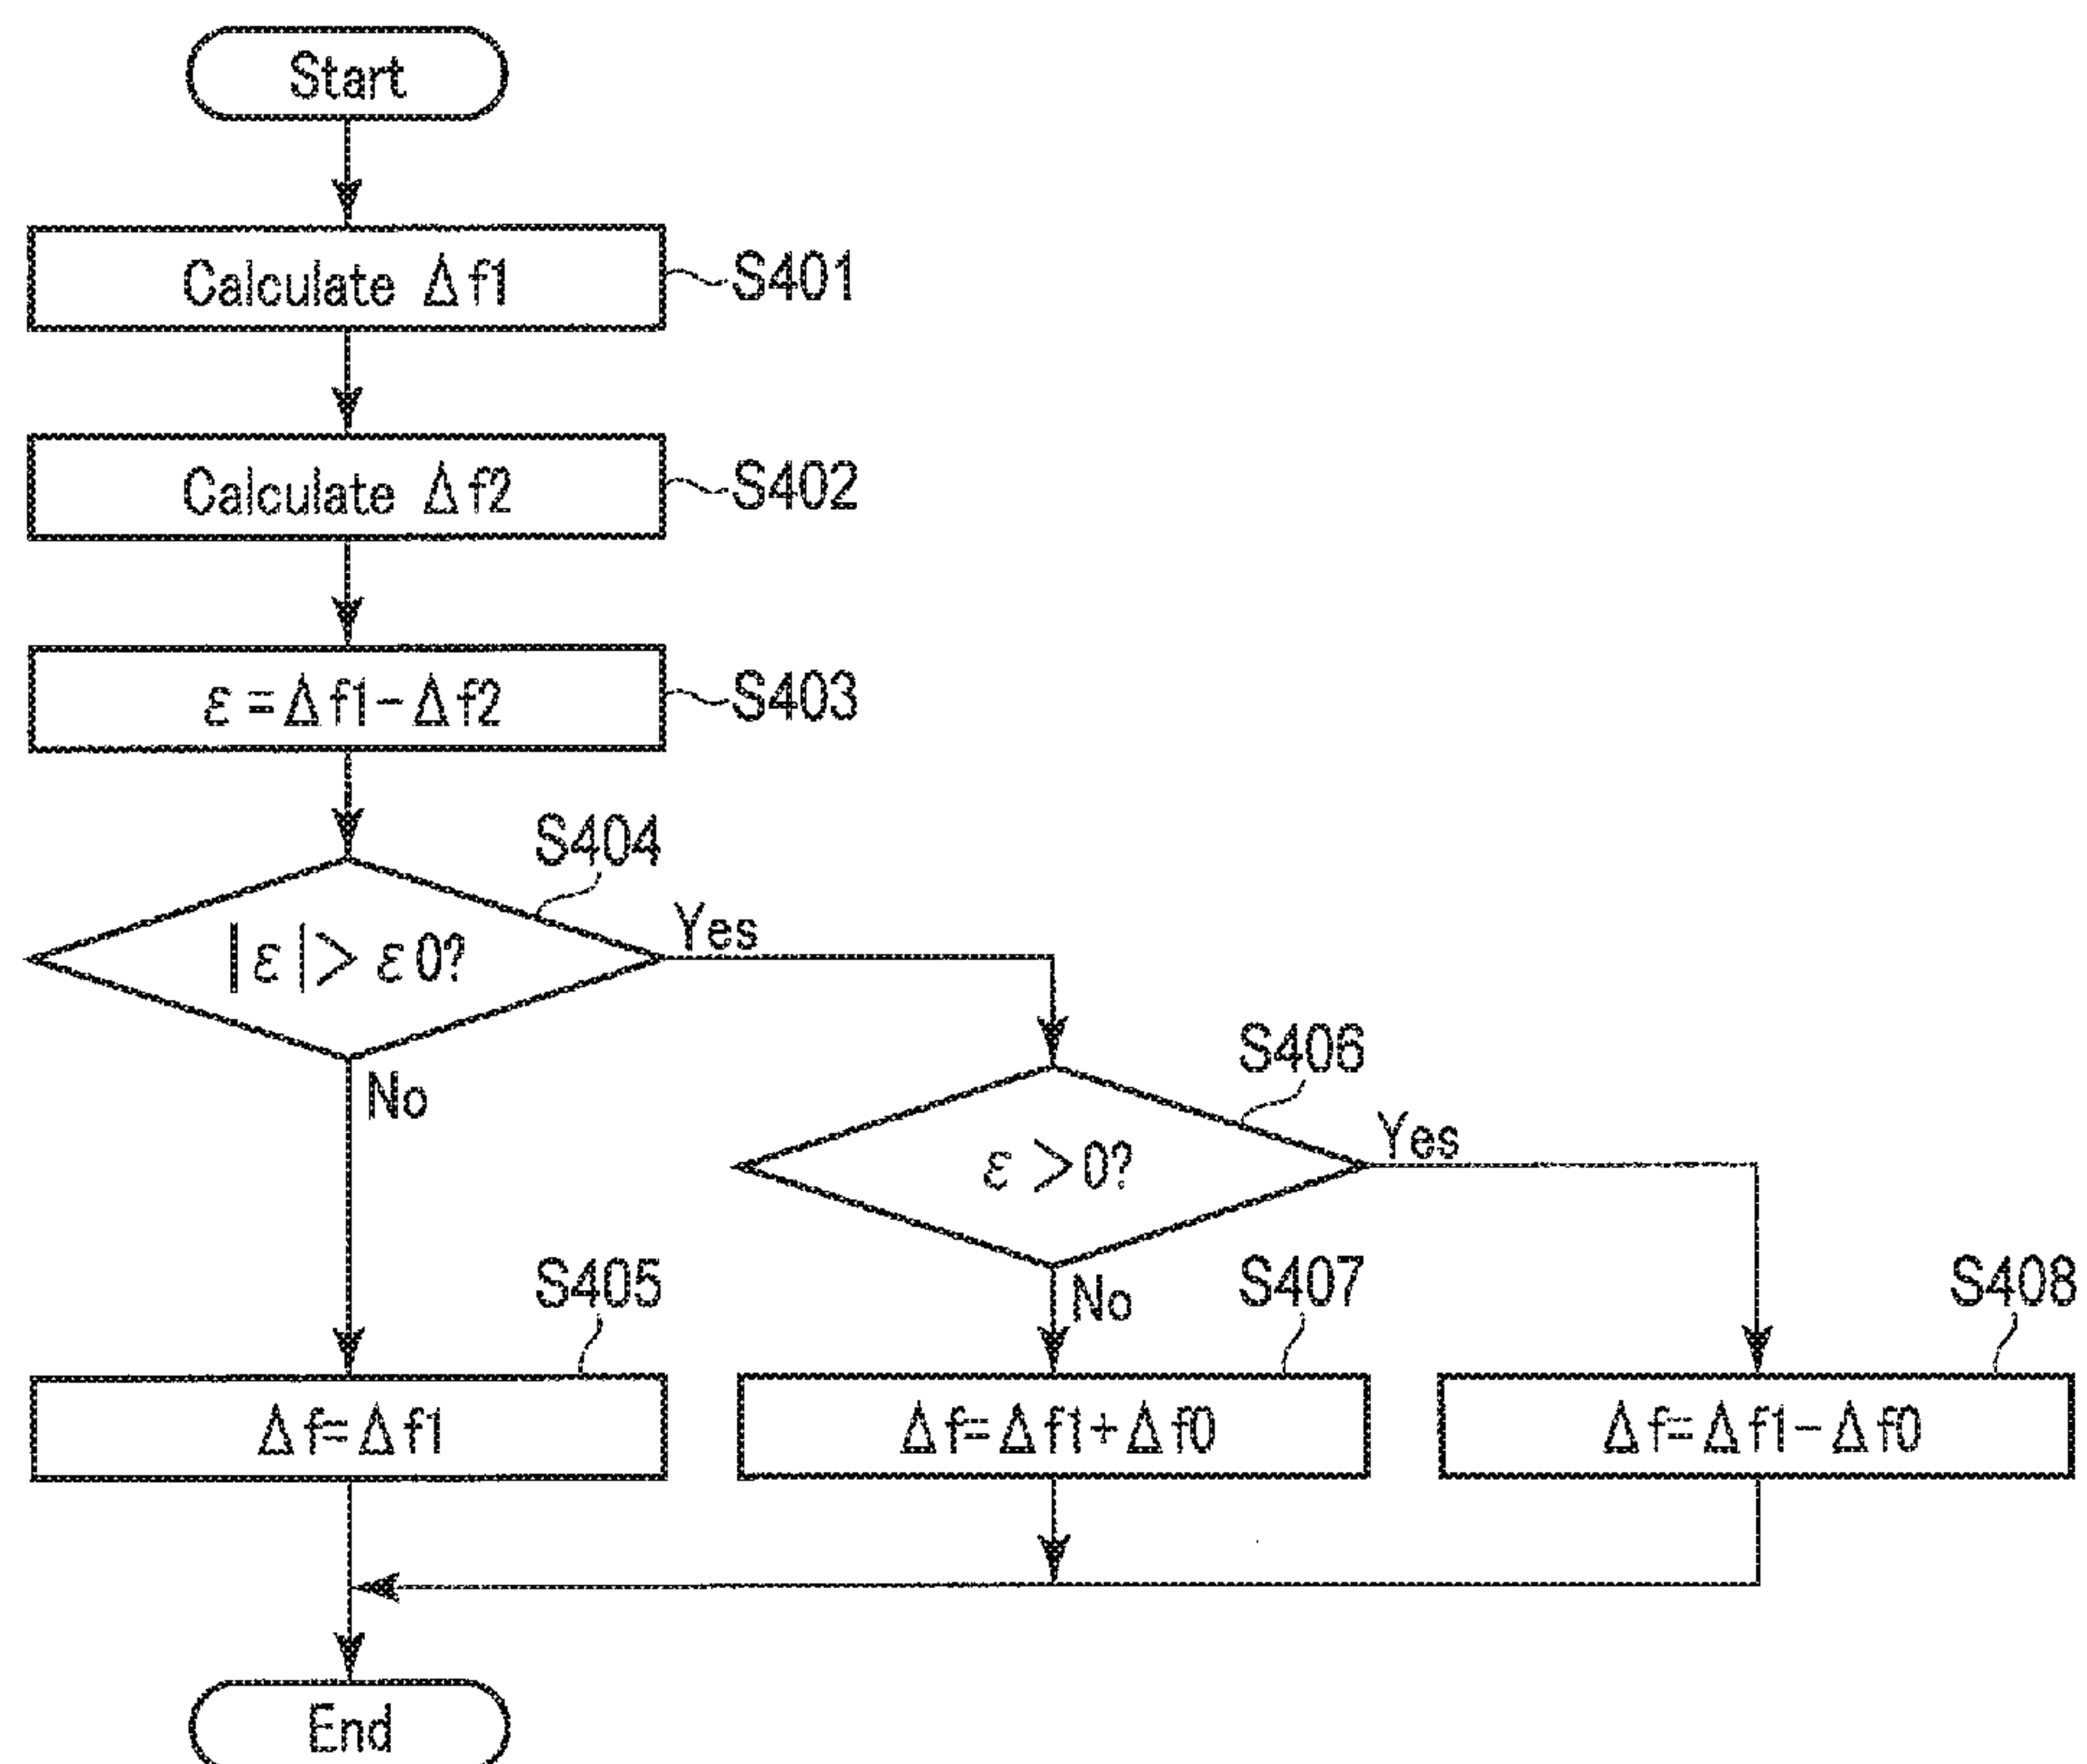 Start
Calculate Δf1
S401
Calculate Δf2
S402
ε=Δf1-Δf2
S403
S404
|ε|> ε0?
Yes
No
S406
ε>0?
Yes
No
S405
Δf=Δf1
S407
Δf=Δf1+Δf0
S408
Δf=Δf1-Δf0
End